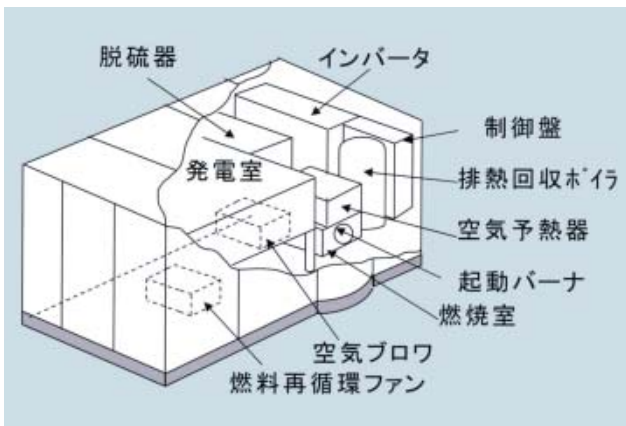 脱硫器
インバータ
制御盤
発電室
排熱回収ﾎﾞｲﾗ
空気予熱器
起動バーナ
燃焼室
空気ブロワ
燃料再循環ファン